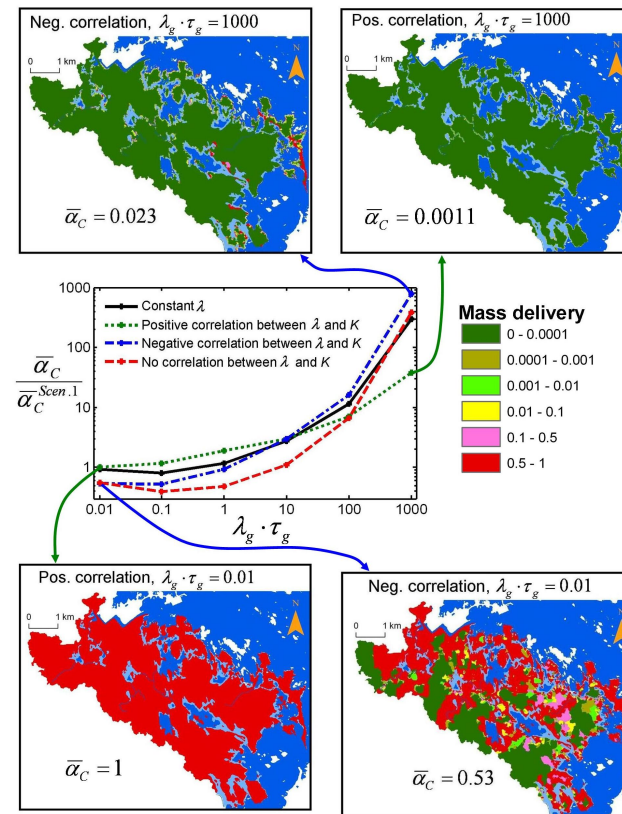 Neg. correlation, λg · τg = 1000
N
0 1 km
ᾱC = 0.023
Pos. correlation, λg · τg = 1000
N
0 1 km
ᾱC = 0.0011
ᾱC
ᾱC Scen.1
1000
100
10
1
Constant λ
Positive correlation between λ and K
Negative correlation between λ and K
No correlation between λ and K
0.01 0.1 1 10 100 1000
λg · τg
Mass delivery
0 - 0.0001
0.0001 - 0.001
0.001 - 0.01
0.01 - 0.1
0.1 - 0.5
0.5 - 1
Pos. correlation, λg · τg = 0.01
N
0 1 km
ᾱC = 1
Neg. correlation, λg · τg = 0.01
N
0 1 km
ᾱC = 0.53